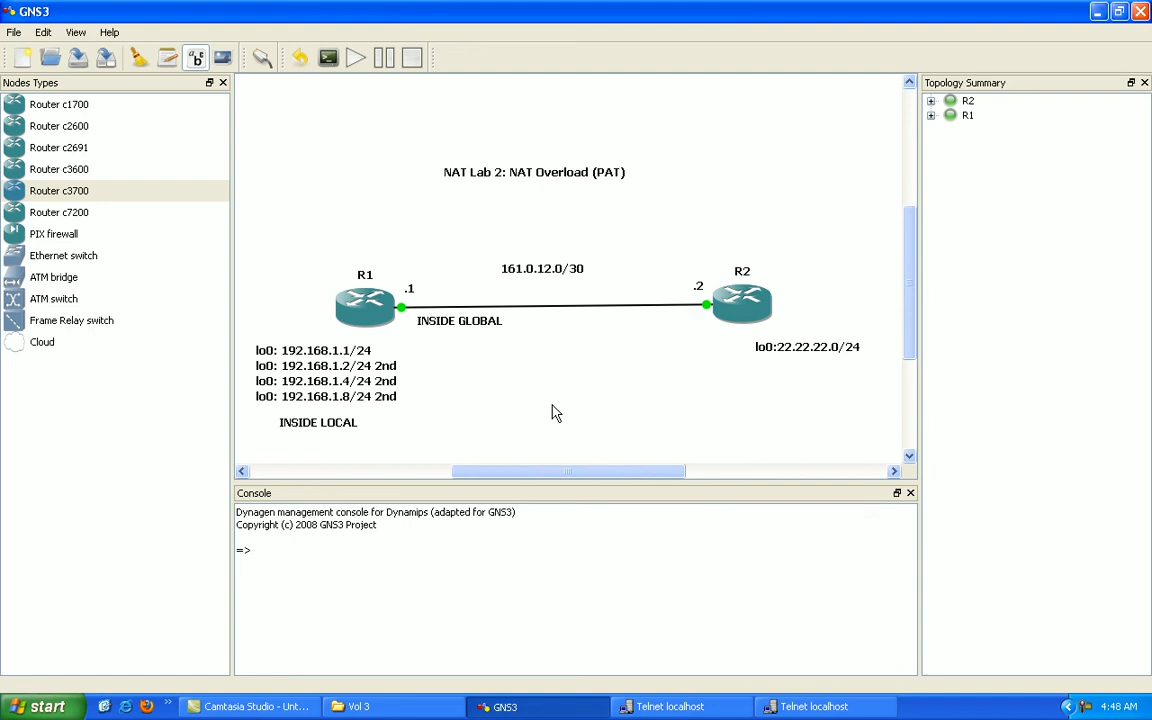 GNS3
File Edit View Help
Nodes Types
Router c1700
Router c2600
Router c2691
Router c3600
Router c3700
Router c7200
PIX firewall
Ethernet switch
ATM bridge
ATM switch
Frame Relay switch
Cloud
NAT Lab 2: NAT Overload (PAT)
161.0.12.0/30
R1
.1
.2
R2
INSIDE GLOBAL
lo0: 192.168.1.1/24
lo0: 192.168.1.2/24 2nd
lo0: 192.168.1.4/24 2nd
lo0: 192.168.1.8/24 2nd
INSIDE LOCAL
lo0:22.22.22.0/24
Topology Summary
R2
R1
Console
Dynagen management console for Dynamips (adapted for GNS3)
Copyright (c) 2008 GNS3 Project
=>
start Camtasia Studio - Unt... Vol 3 GNS3 Telnet localhost Telnet localhost 4:48 AM